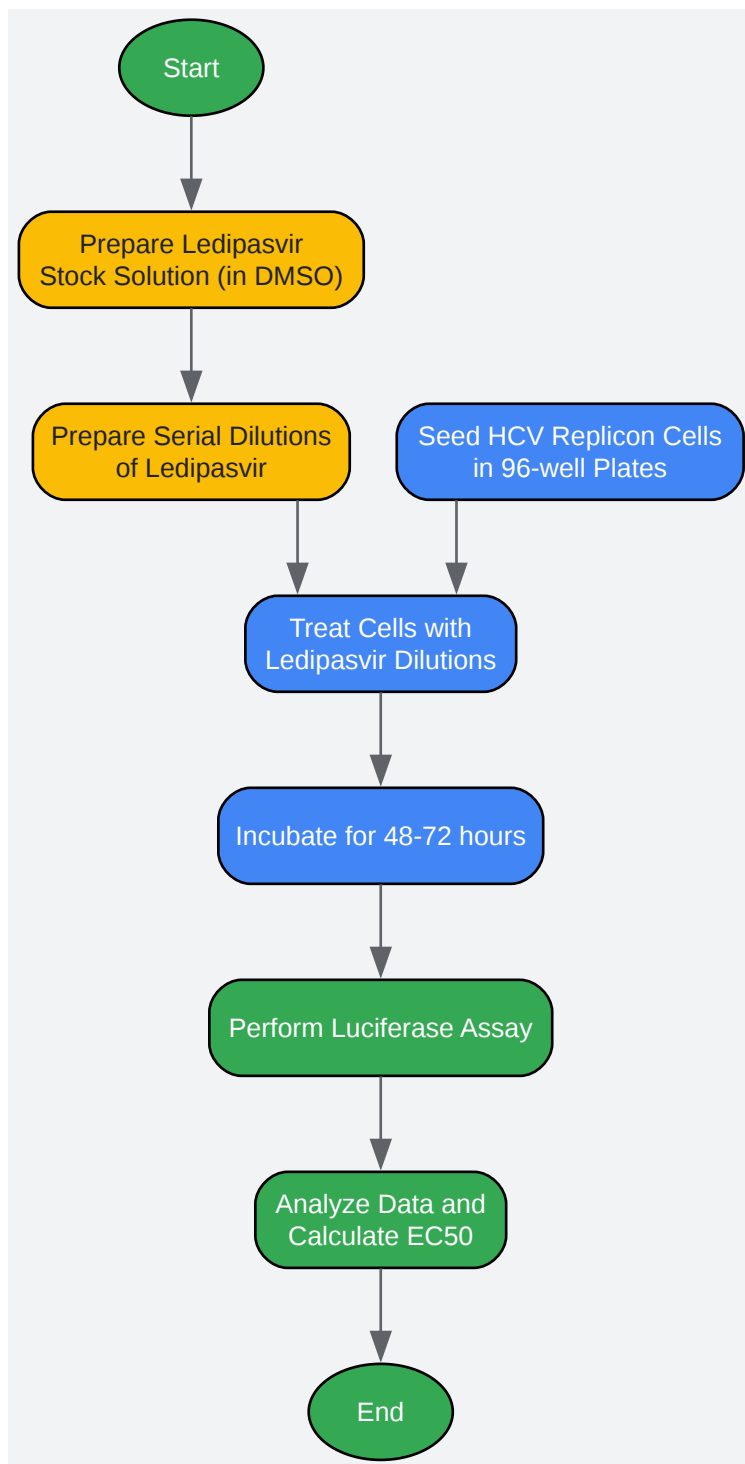 Start
Prepare Ledipasvir
Stock Solution (in DMSO)
Prepare Serial Dilutions
of Ledipasvir
Seed HCV Replicon Cells
in 96-well Plates
Treat Cells with
Ledipasvir Dilutions
Incubate for 48-72 hours
Perform Luciferase Assay
Analyze Data and
Calculate EC50
End